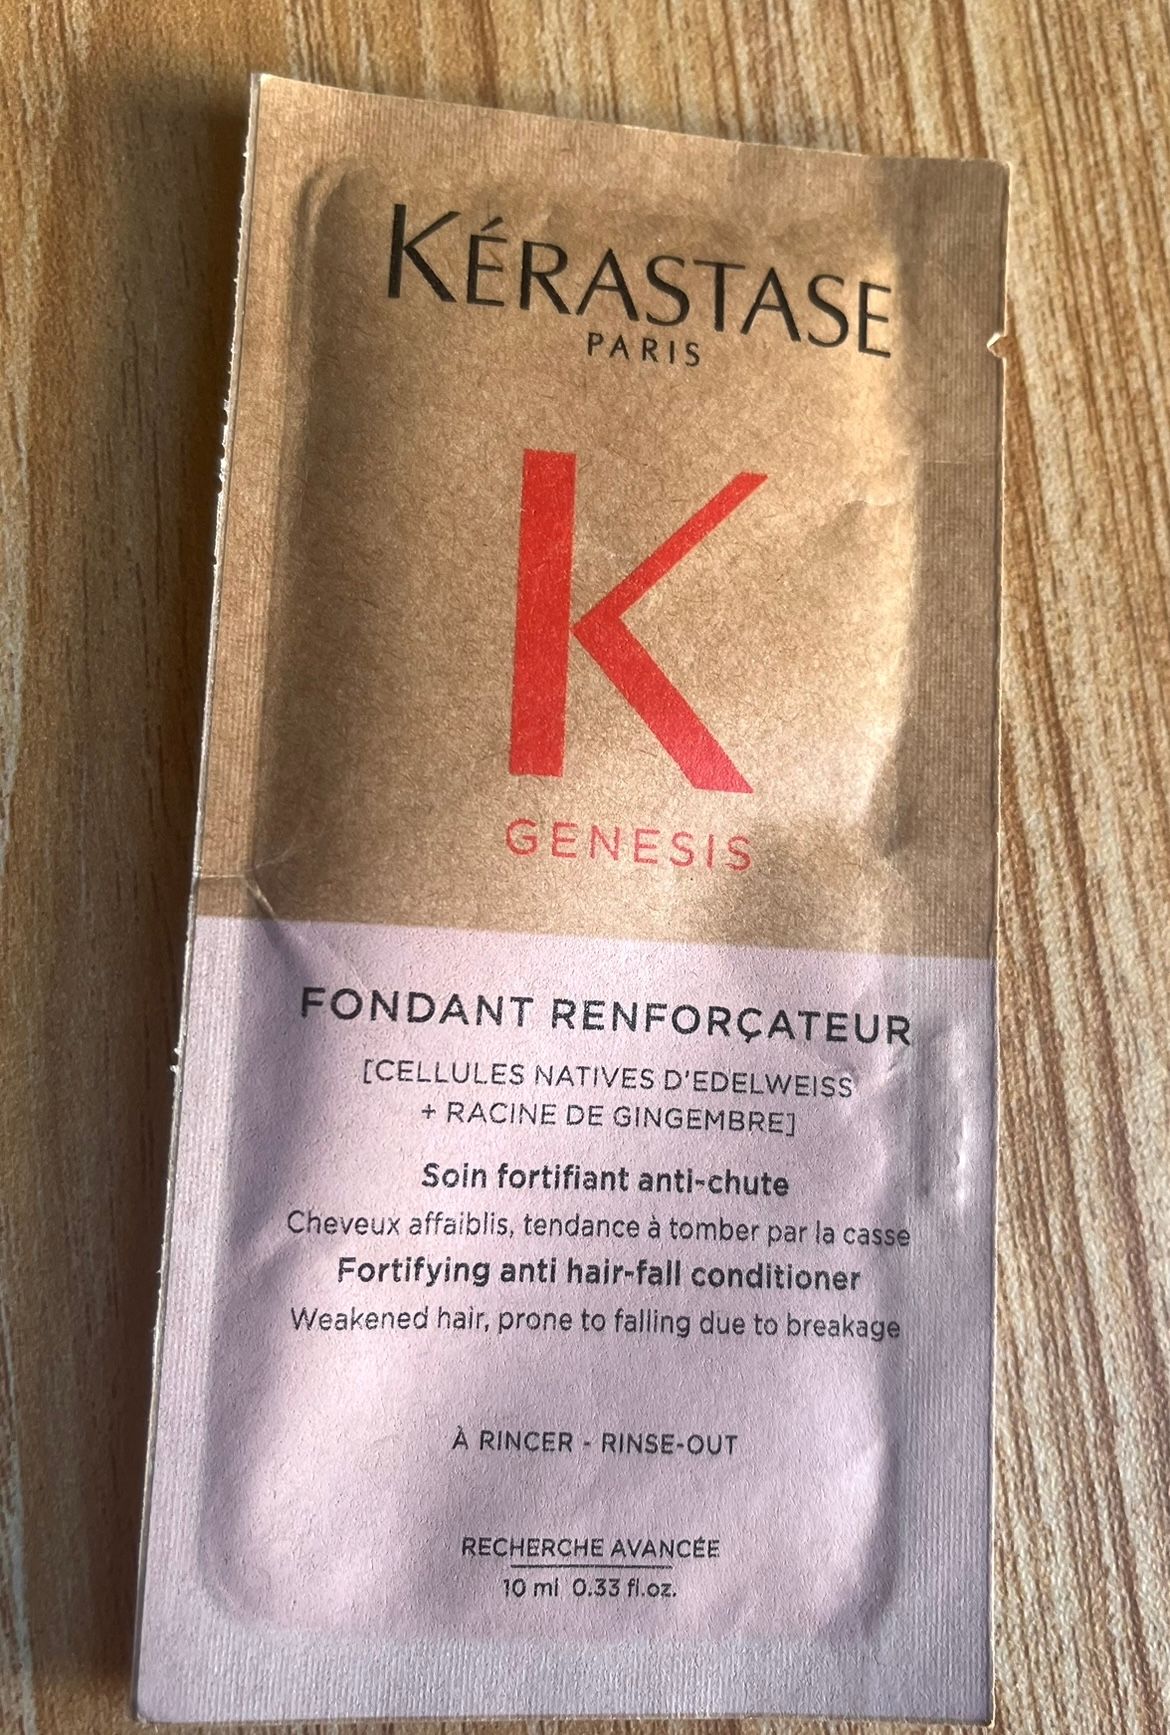 KÉRASTASE
PARIS
K
GENESIS
FONDANT RENFORÇATEUR
[CELLULES NATIVES D'EDELWEISS
+ RACINE DE GINGEMBRE]
Soin fortifiant anti-chute
Cheveux affaiblis, tendance à tomber par la casse
Fortifying anti hair-fall conditioner
Weakened hair, prone to falling due to breakage
À RINCER - RINSE-OUT
RECHERCHE AVANCÉE
10 ml 0.33 fl.oz.